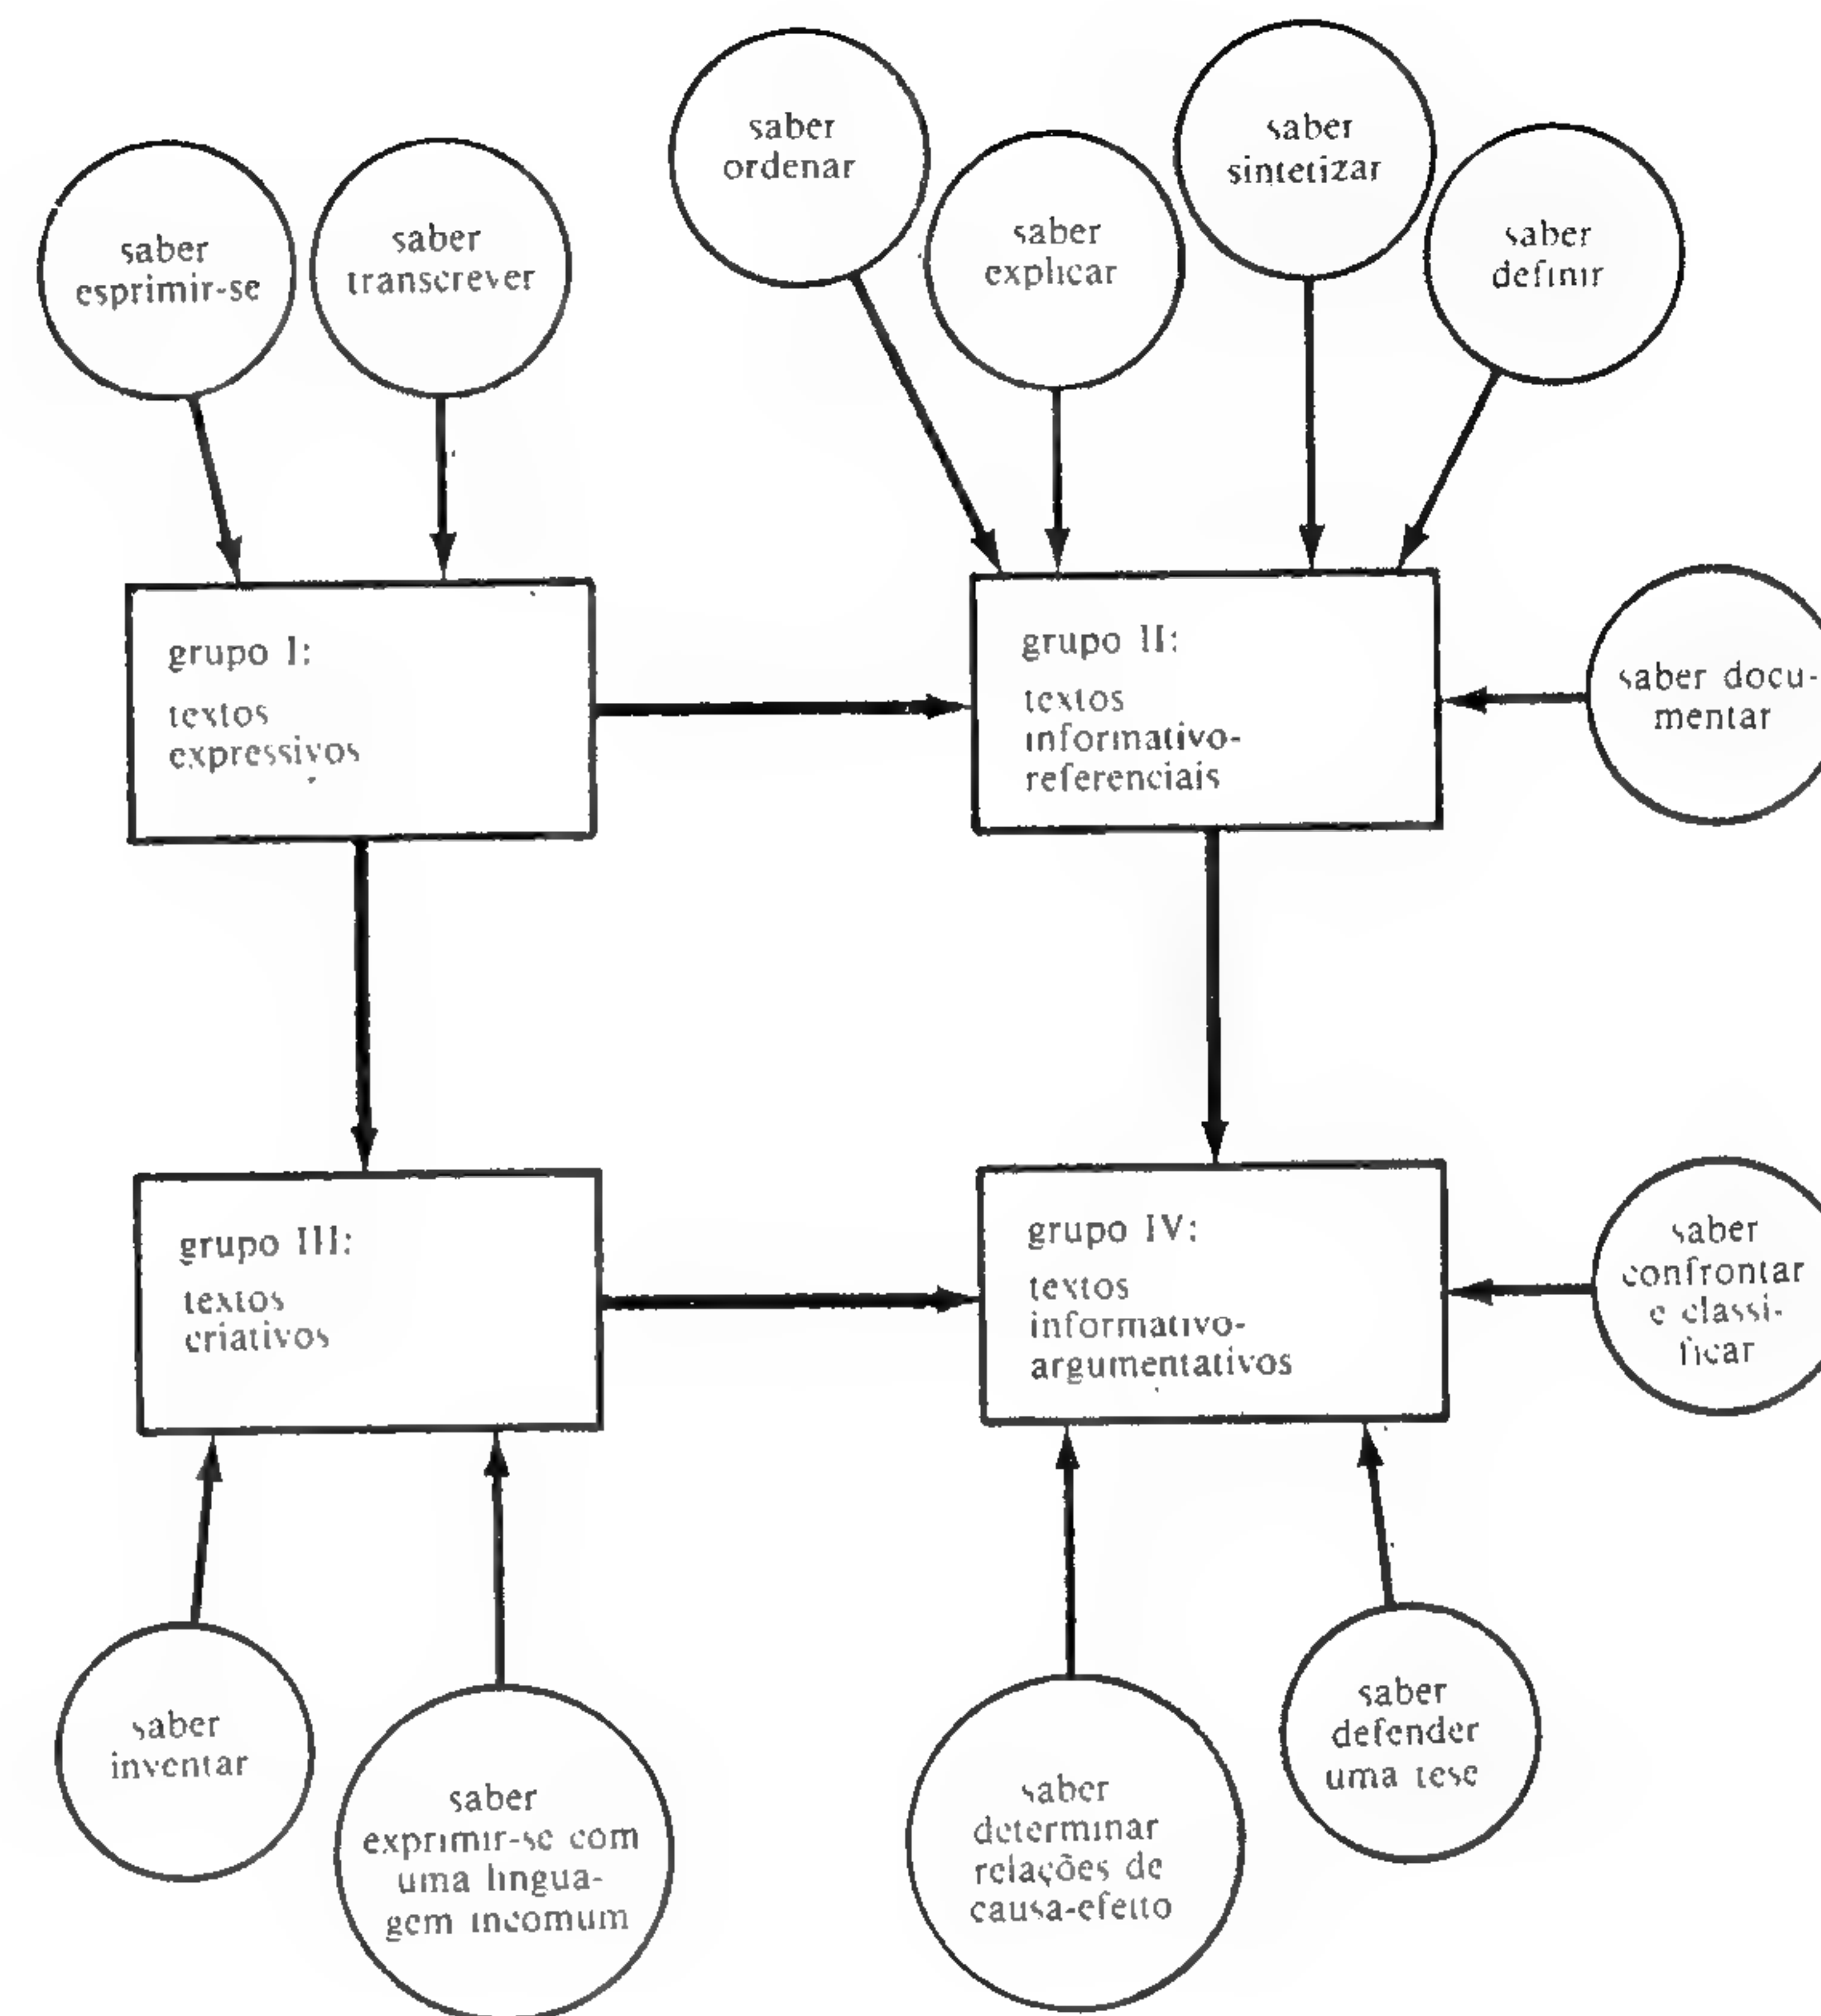 saber
esprimir-se
saber
transcrever
saber
ordenar
saber
explicar
saber
sintetizar
saber
definir
grupo I:
textos
expressivos
grupo II:
textos
informativo-
referenciais
saber docu-
mentar
grupo III:
textos
criativos
grupo IV:
textos
informativo-
argumentativos
saber
confrontar
e classi-
ficar
saber
inventar
saber
exprimir-se com
uma lingua-
gem incomum
saber
determinar
relações de
causa-efeito
saber
defender
uma tese